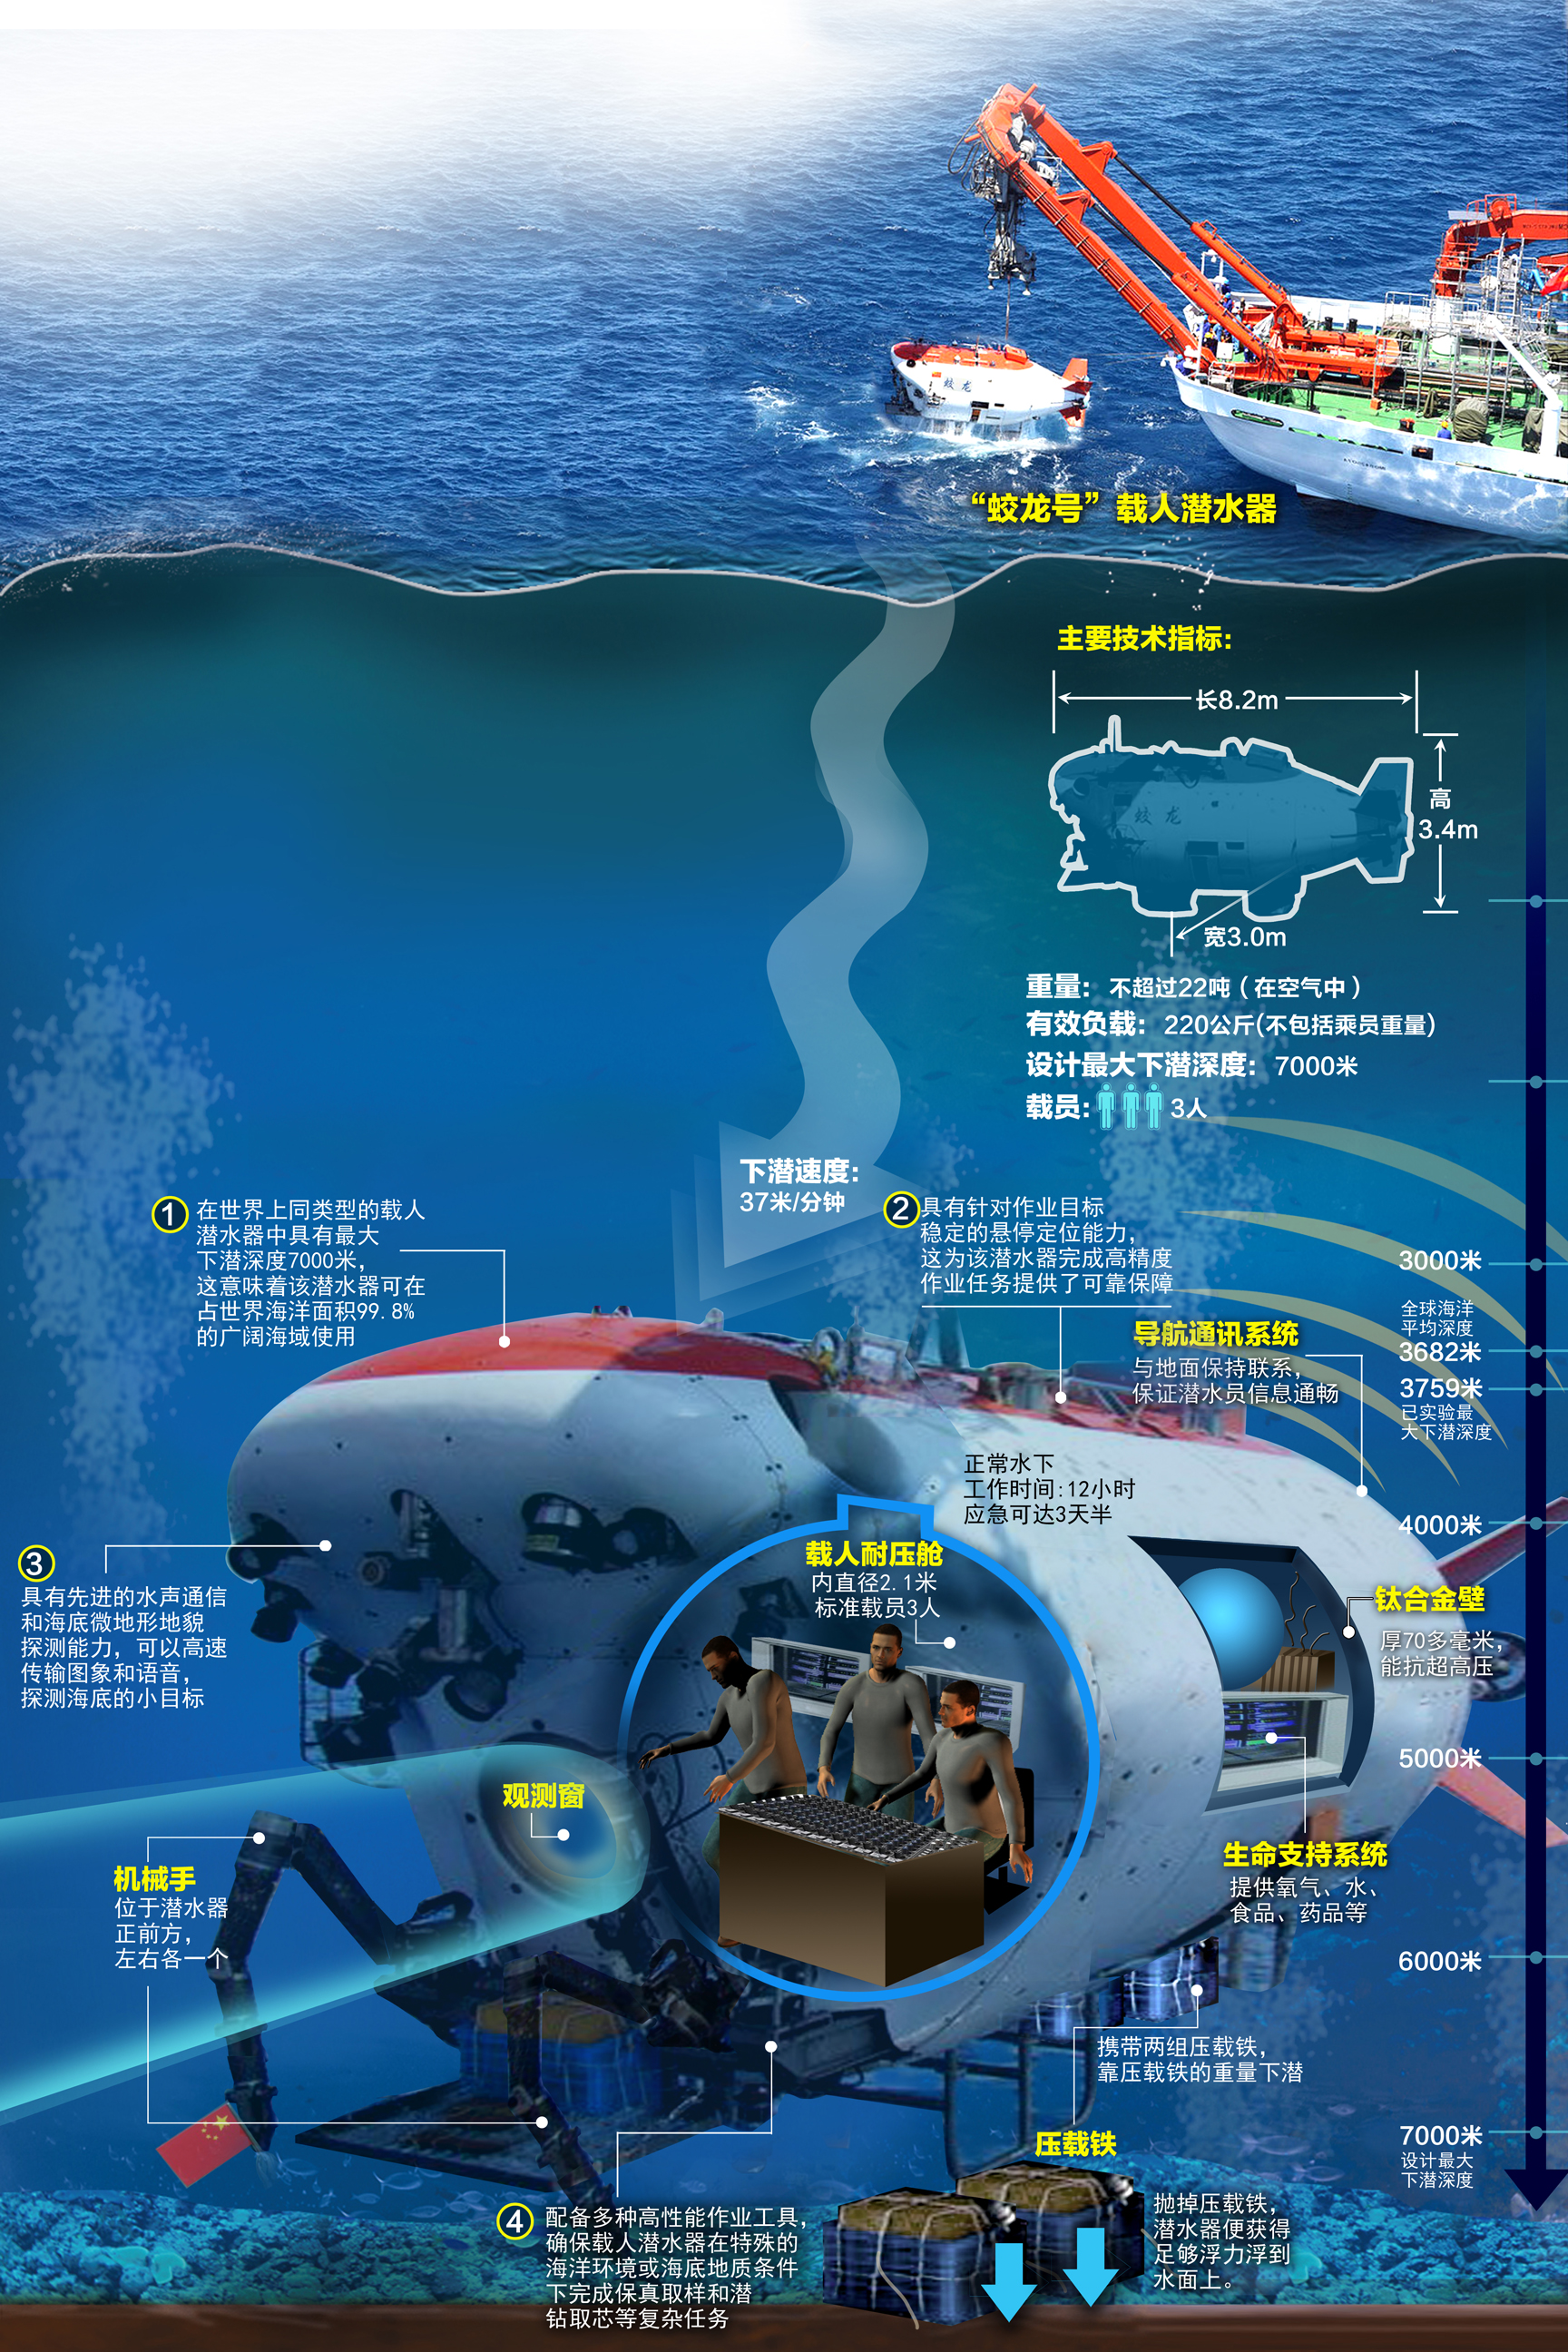 蛟龙
“蛟龙号”载人潜水器
主要技术指标:
长8.2m
高
3.4m
蛟龙
宽3.0m
重量: 不超过22吨（在空气中）
有效负载: 220公斤(不包括乘员重量)
设计最大下潜深度: 7000米
载员: 3人
下潜速度:
37米/分钟
1
在世界上同类型的载人
潜水器中具有最大
下潜深度7000米,
这意味着该潜水器可在
占世界海洋面积99.8%
的广阔海域使用
2
具有针对作业目标
稳定的悬停定位能力,
这为该潜水器完成高精度
作业任务提供了可靠保障
导航通讯系统
与地面保持联系,
保证潜水员信息通畅
3000米
全球海洋
平均深度
3682米
3759米
已实验最
大下潜深度
4000米
正常水下
工作时间:12小时
应急可达3天半
3
具有先进的水声通信
和海底微地形地貌
探测能力, 可以高速
传输图象和语音,
探测海底的小目标
载人耐压舱
内直径2.1米
标准载员3人
钛合金壁
厚70多毫米,
能抗超高压
5000米
观测窗
机械手
位于潜水器
正前方,
左右各一个
生命支持系统
提供氧气、水、
食品、药品等
6000米
携带两组压载铁,
靠压载铁的重量下潜
7000米
设计最大
下潜深度
压载铁
抛掉压载铁,
潜水器便获得
足够浮力浮到
水面上。
4
配备多种高性能作业工具,
确保载人潜水器在特殊的
海洋环境或海底地质条件
下完成保真取样和潜
钻取芯等复杂任务